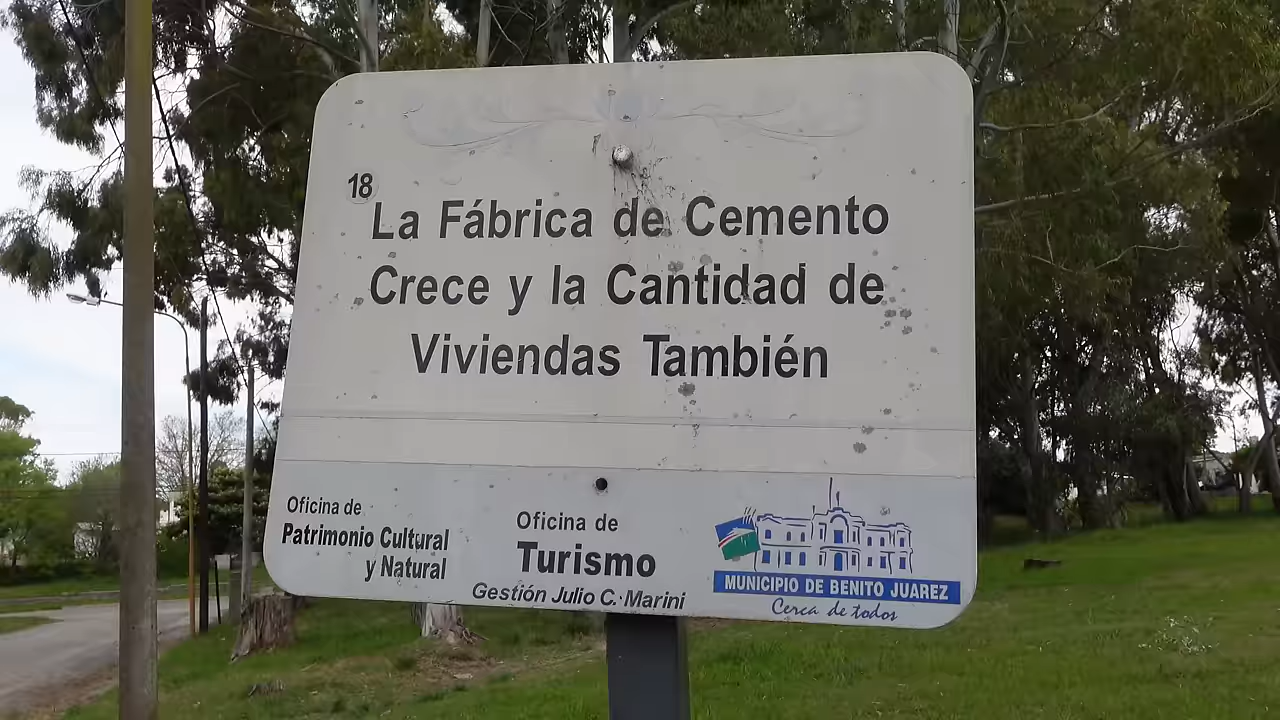 18
La Fábrica de Cemento
Crece y la Cantidad de
Viviendas También
Oficina de
Patrimonio Cultural
y Natural
Oficina de
Turismo
Gestión Julio C. Marini
MUNICIPIO DE BENITO JUAREZ
Cerca de todos